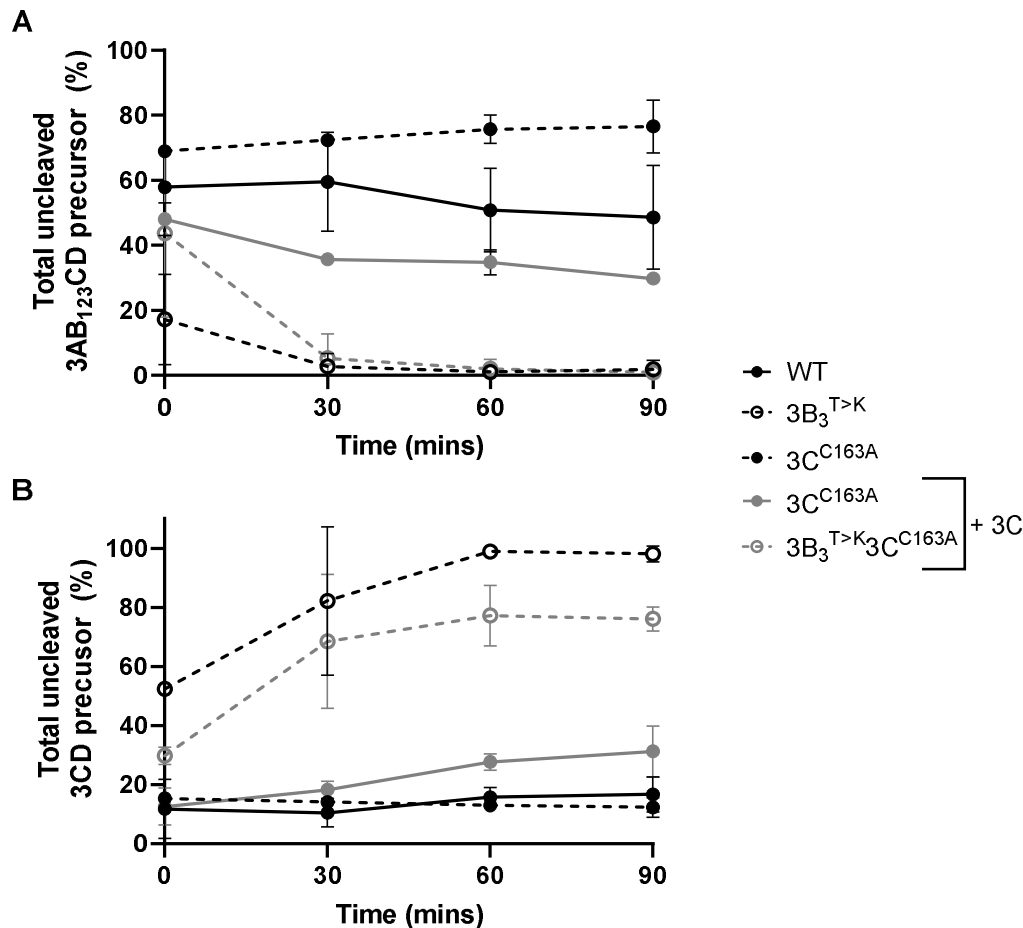 A
Total uncleaved
3AB₁₂₃CD precursor (%)
100
80
60
40
20
0
0 30 60 90
Time (mins)
WT
3B₃ᵀ>ᴷ
3Cᶜ¹⁶³ᴬ
3Cᶜ¹⁶³ᴬ
3B₃ᵀ>ᴷ3Cᶜ¹⁶³ᴬ
+ 3C
B
Total uncleaved
3CD precusor (%)
100
80
60
40
20
0
0 30 60 90
Time (mins)